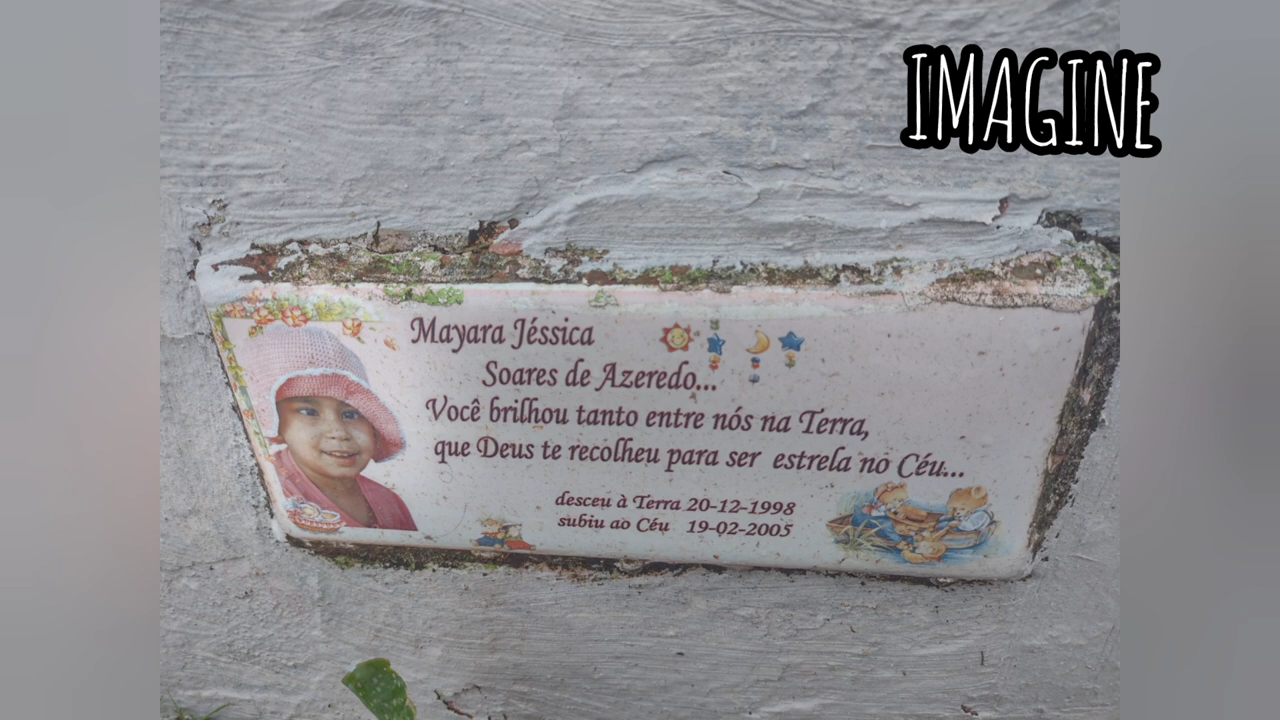 IMAGINE
Mayara Jéssica
Soares de Azeredo...
Você brilhou tanto entre nós na Terra,
que Deus te recolheu para ser estrela no Céu...
desceu à Terra 20-12-1998
subiu ao Céu 19-02-2005